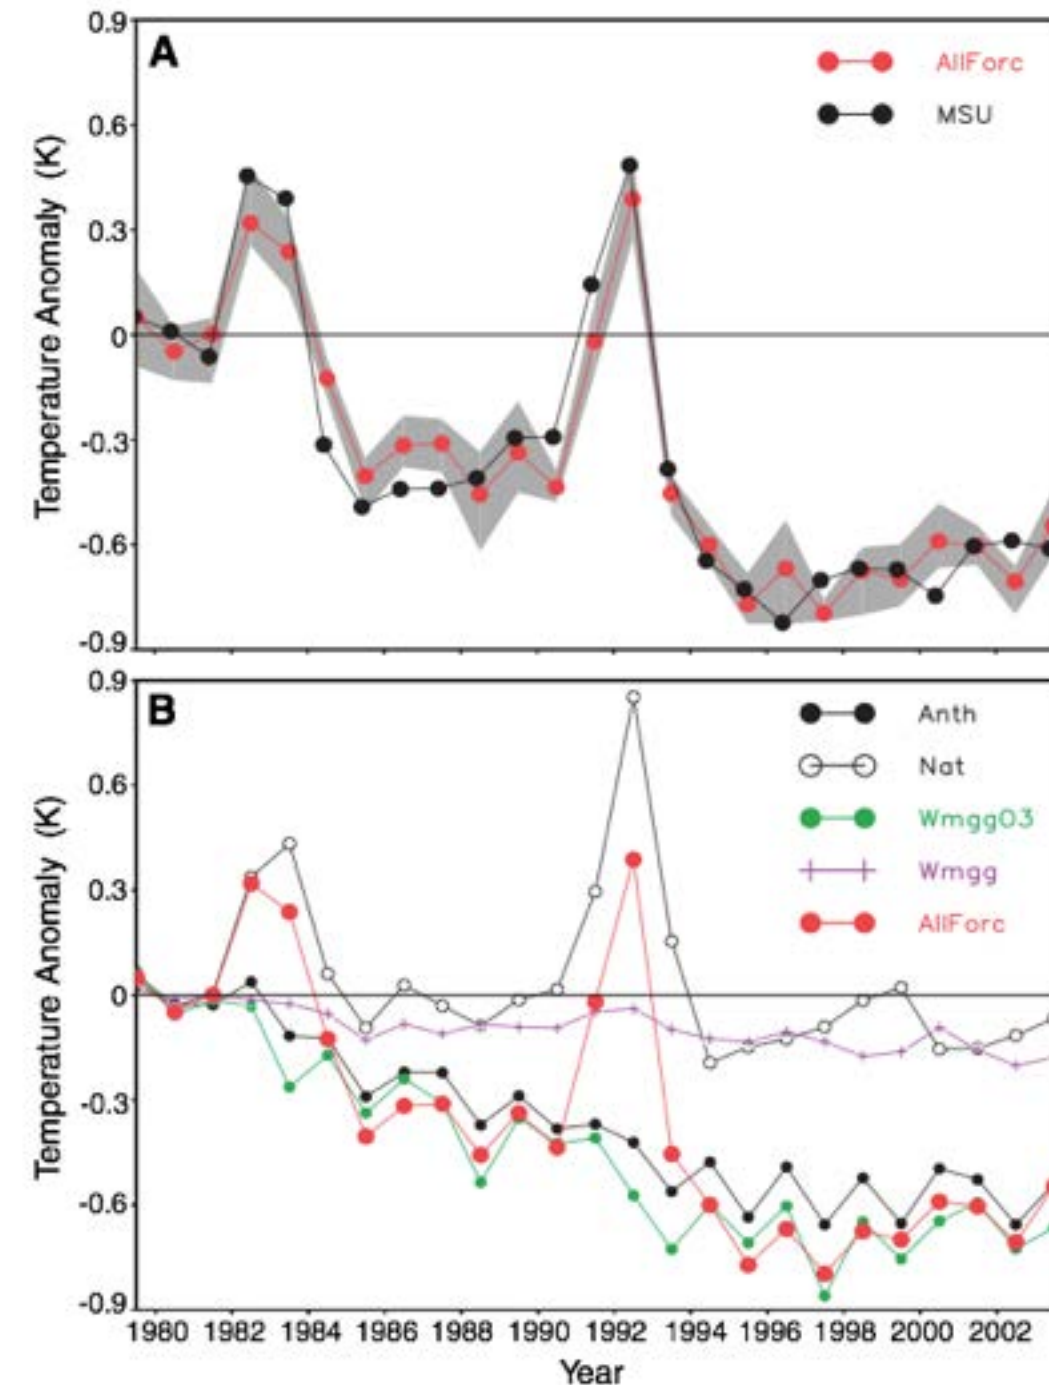 A
AllForc
MSU
Temperature Anomaly (K)
0.9
0.6
0.3
0
-0.3
-0.6
-0.9
B
Anth
Nat
WmggO3
Wmgg
AllForc
Temperature Anomaly (K)
0.9
0.6
0.3
0
-0.3
-0.6
-0.9
1980 1982 1984 1986 1988 1990 1992 1994 1996 1998 2000 2002
Year